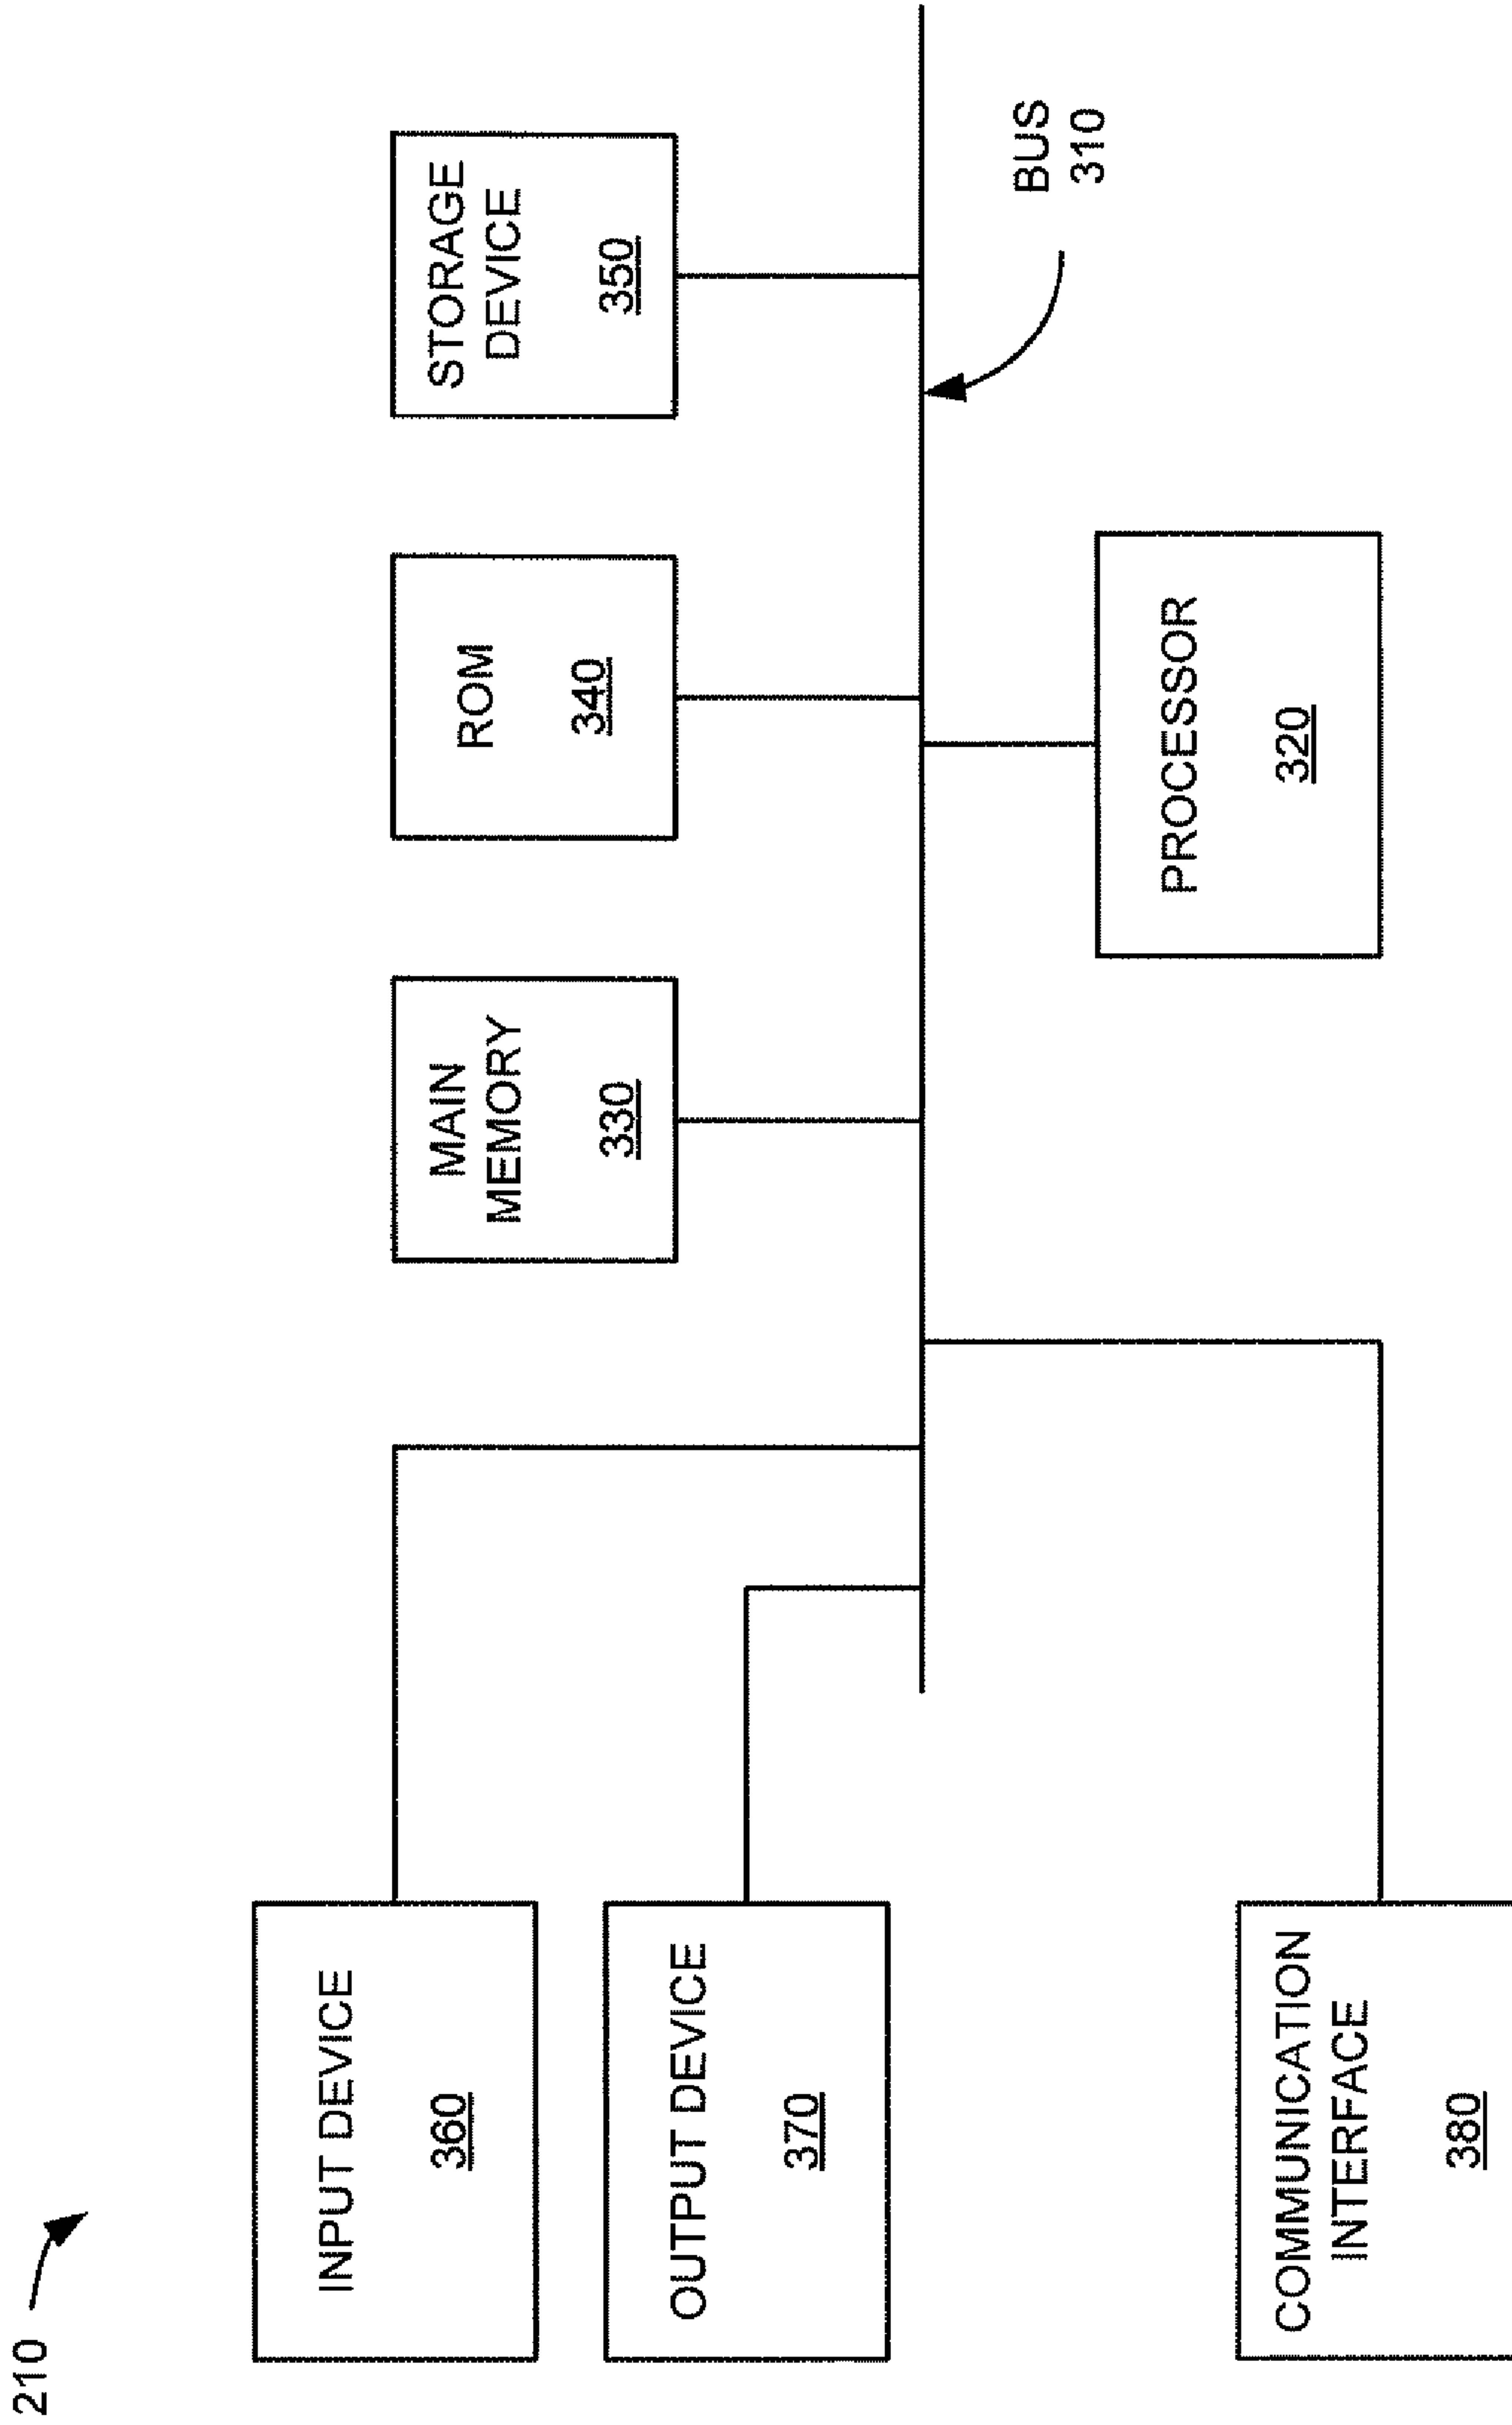 210
INPUT DEVICE
360
OUTPUT DEVICE
370
COMMUNICATION
INTERFACE
380
MAIN
MEMORY
330
ROM
340
STORAGE
DEVICE
350
PROCESSOR
320
BUS
310